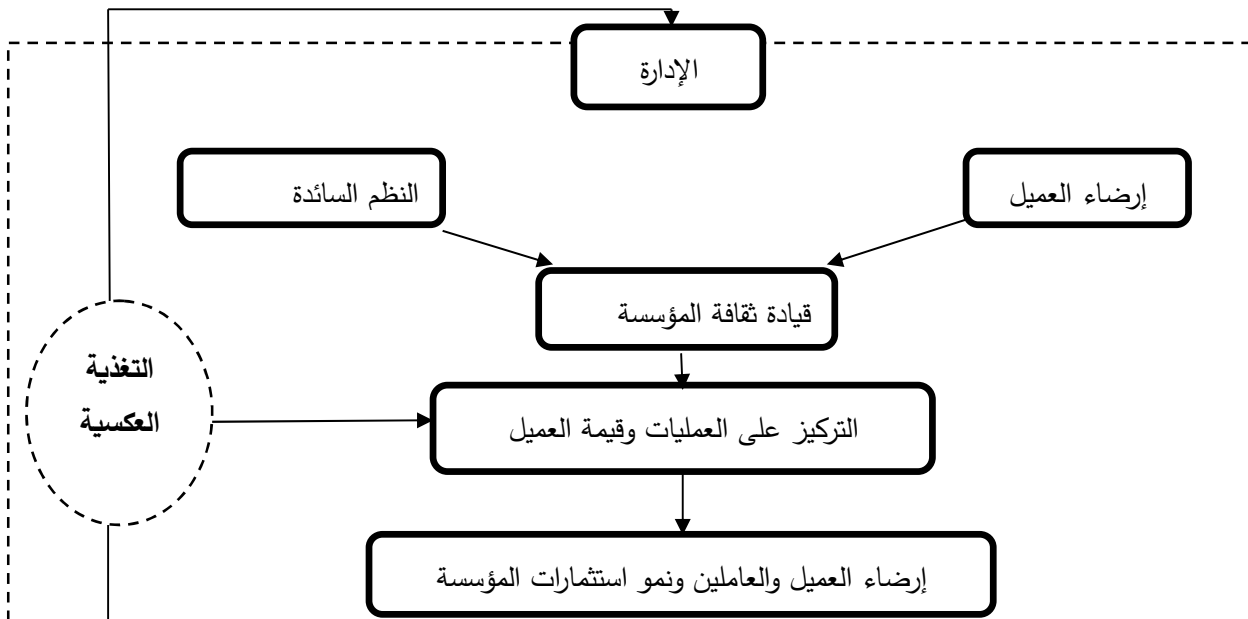 الإدارة
إرضاء العميل
النظم السائدة
قيادة ثقافة المؤسسة
التغذية
العكسية
التركيز على العمليات وقيمة العميل
إرضاء العميل والعاملين ونمو استثمارات المؤسسة